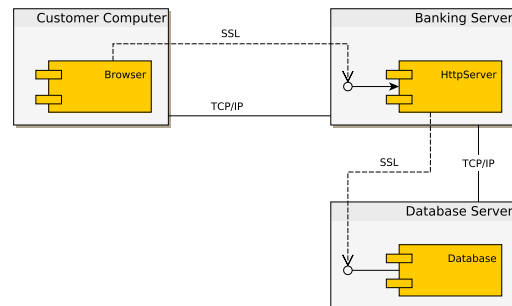 Customer Computer
Banking Server
SSL
Browser
HttpServer
TCP/IP
SSL
TCP/IP
Database Server
Database